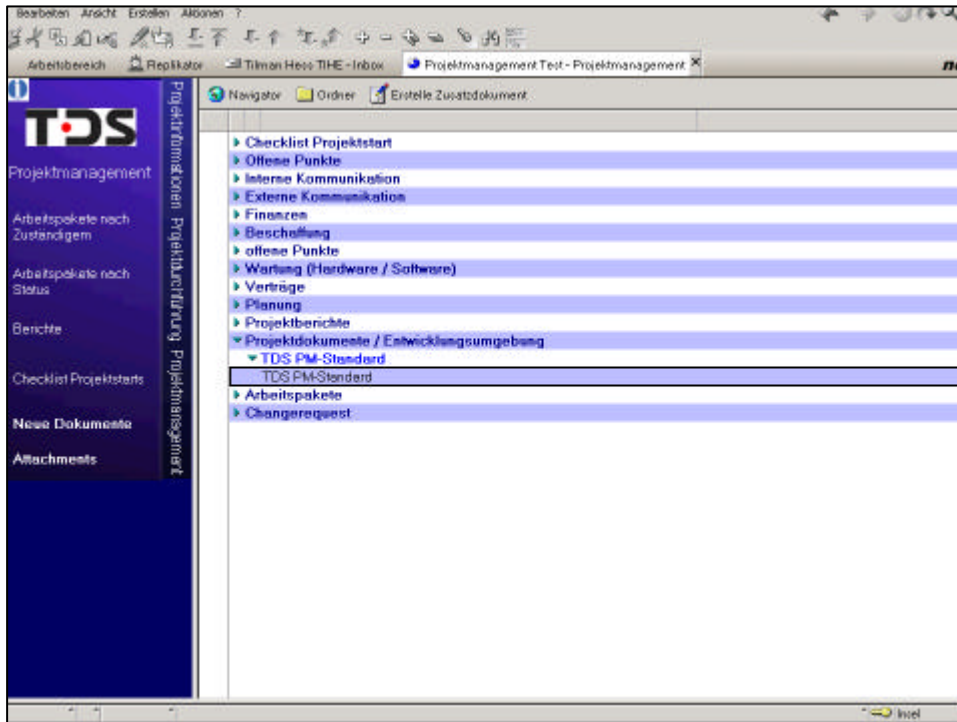 Bearbeiten Ansicht Erstellen Aktionen ?
Arbeitsbereich Replikator Tilman Hess TIHE - Inbox Projektmanagement Test - Projektmanagement
Navigator Ordner Erstelle Zusatzdokument
TDS
Projektmanagement
Arbeitspakete nach
Zuständigem
Arbeitspakete nach
Status
Berichte
Checklist Projektstarts
Neue Dokumente
Attachments
Projektinformationen Projektdurchführung Projektmanagement
Checklist Projektstart
Offene Punkte
Interne Kommunikation
Externe Kommunikation
Finanzen
Beschaffung
offene Punkte
Wartung (Hardware / Software)
Verträge
Planung
Projektberichte
Projektdokumente / Entwicklungsumgebung
TDS PM-Standard
TDS PM-Standard
Arbeitspakete
Changerequest